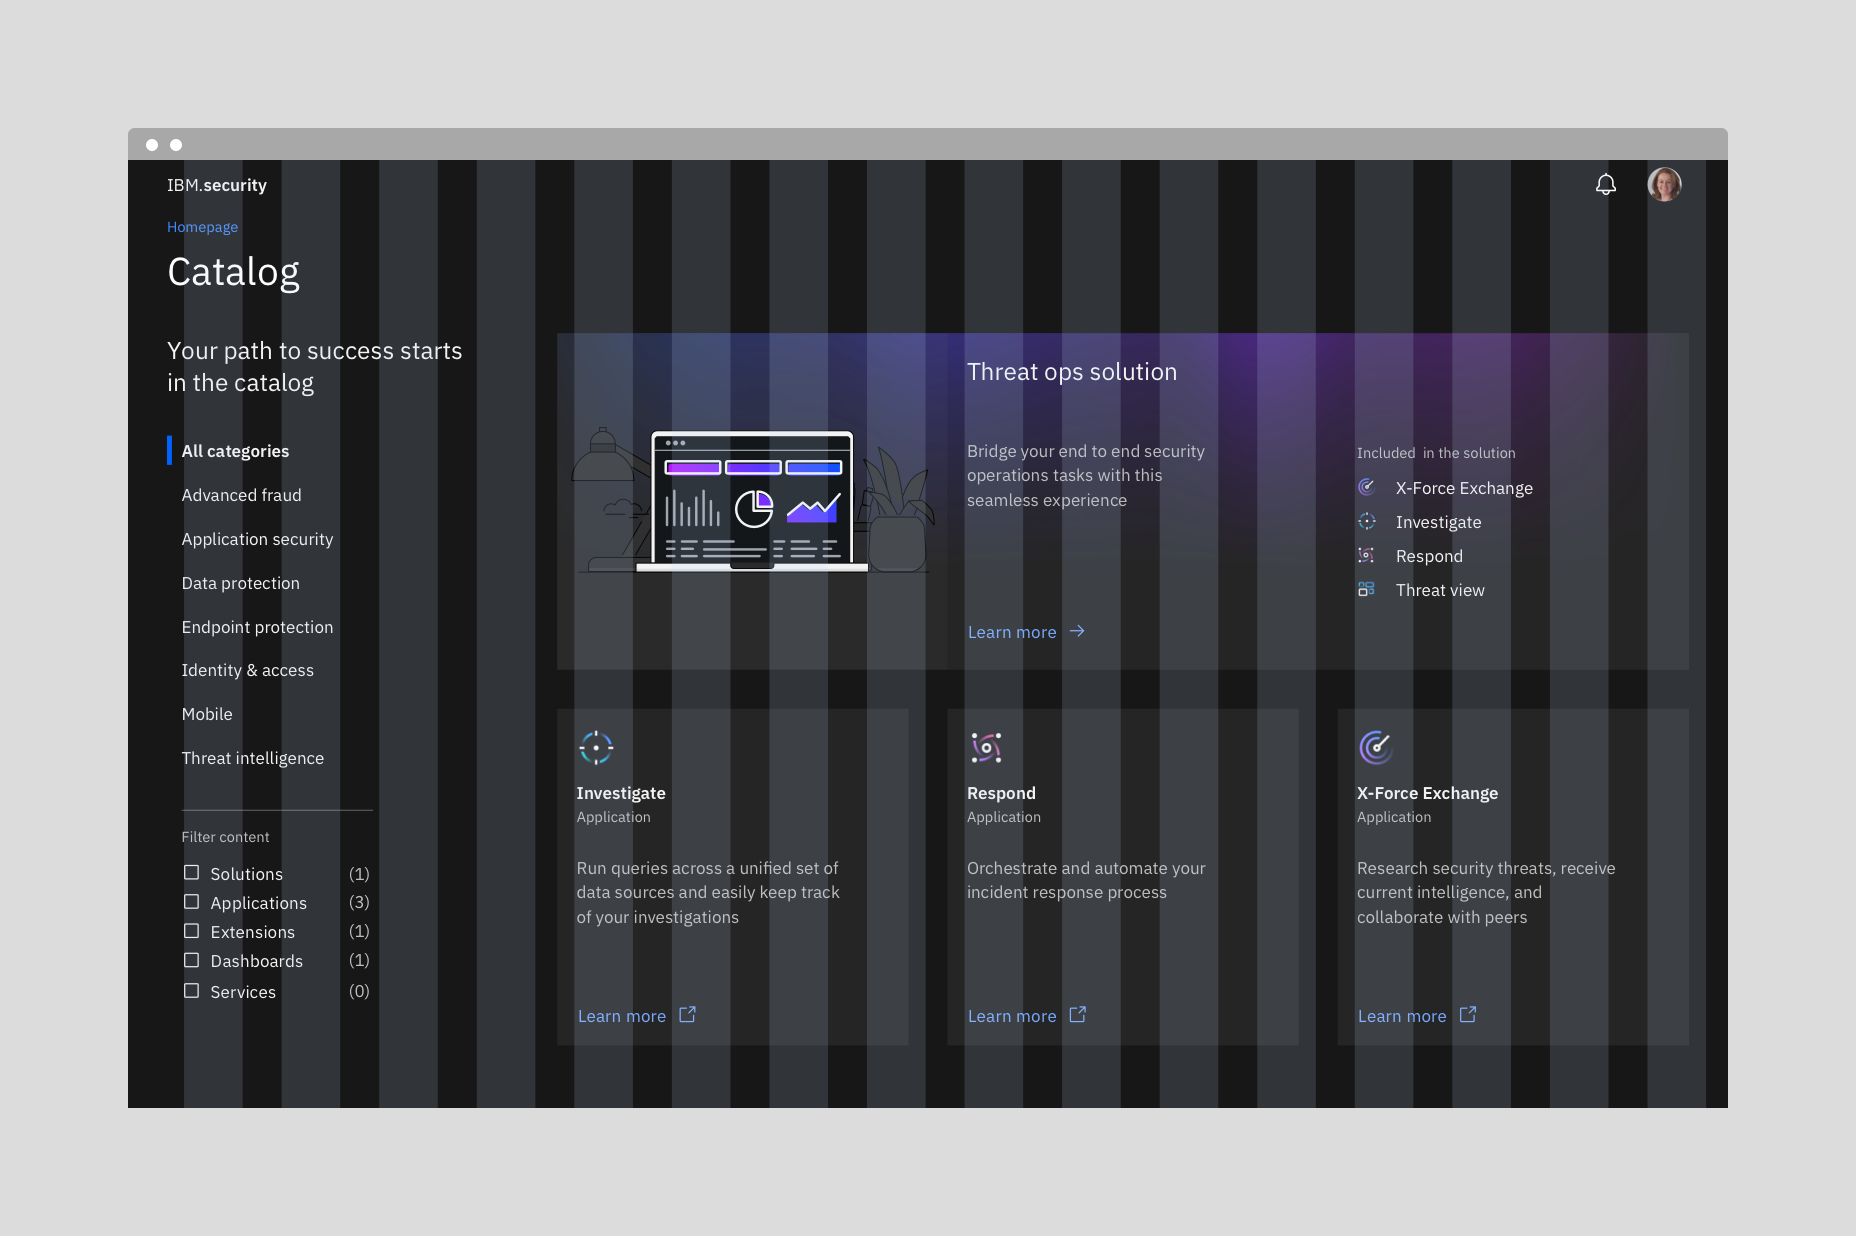 IBM.security
Homepage
Catalog
Your path to success starts
in the catalog
All categories
Advanced fraud
Application security
Data protection
Endpoint protection
Identity & access
Mobile
Threat intelligence
Filter content
Solutions (1)
Applications (3)
Extensions (1)
Dashboards (1)
Services (0)
Threat ops solution
Bridge your end to end security
operations tasks with this
seamless experience
Learn more
Included in the solution
X-Force Exchange
Investigate
Respond
Threat view
Investigate
Application
Run queries across a unified set of
data sources and easily keep track
of your investigations
Learn more
Respond
Application
Orchestrate and automate your
incident response process
Learn more
X-Force Exchange
Application
Research security threats, receive
current intelligence, and
collaborate with peers
Learn more